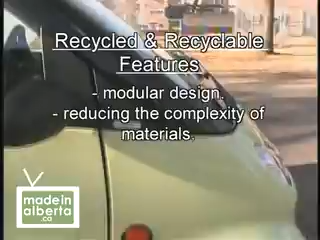 Recycled & Recyclable
Features
- modular design.
- reducing the complexity of
materials.
madein
alberta
.ca